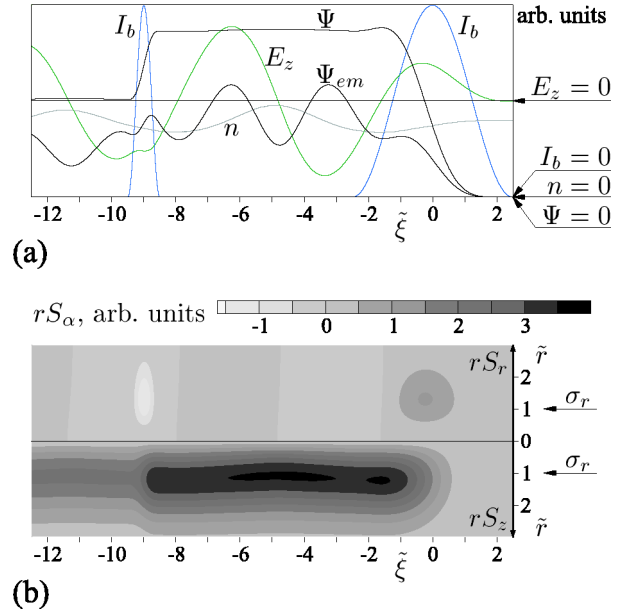 arb. units
I_b Ψ I_b
E_z Ψ_em
n
E_z = 0
I_b = 0
n = 0
Ψ = 0
-12 -10 -8 -6 -4 -2 0 2
ξ̃
(a)
rS_α, arb. units
-1 0 1 2 3
rS_r r̃
2
1 σ_r
0
1 σ_r
2
rS_z̃ r̃
-12 -10 -8 -6 -4 -2 0 2
ξ̃
(b)